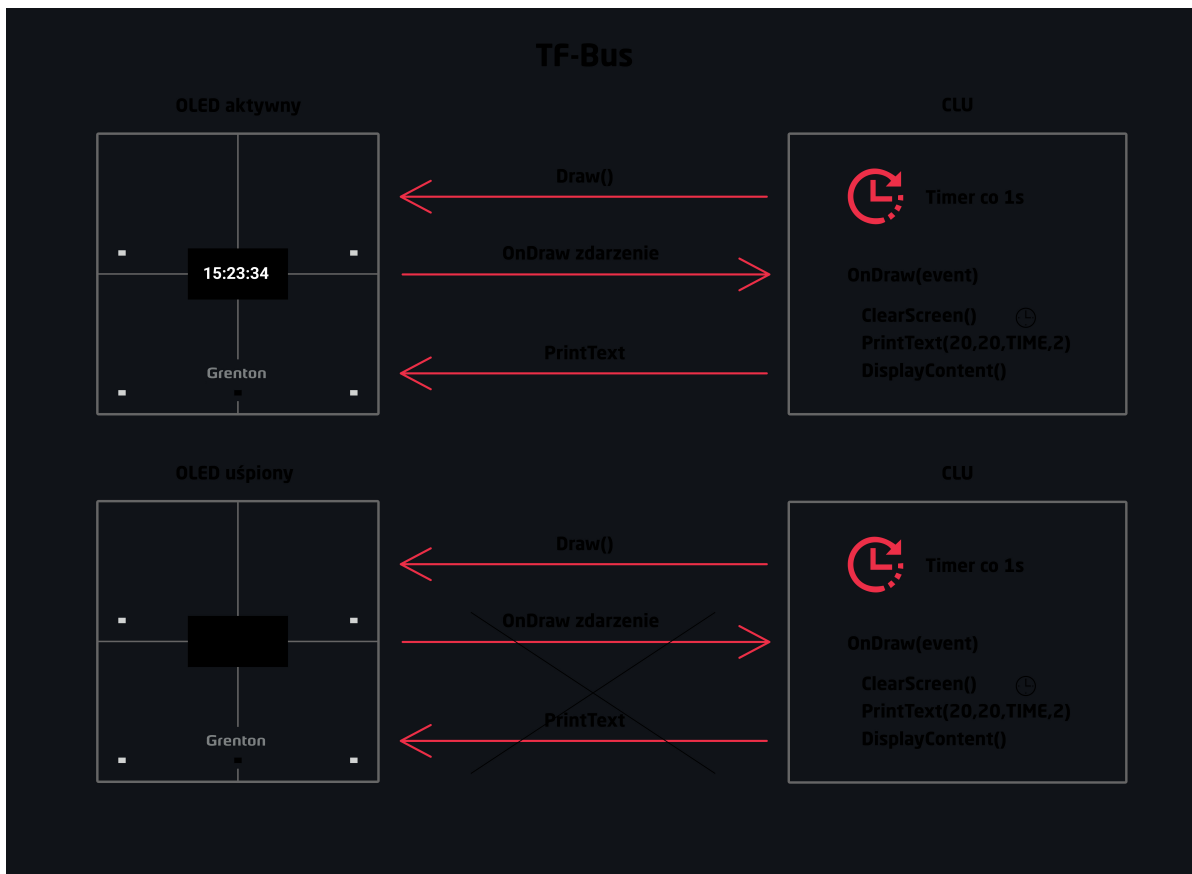 TF-Bus
OLED aktywny
CLU
Draw()
Timer co 1s
OnDraw zdarzenie
15:23:34
OnDraw(event)
ClearScreen()
PrintText(20,20,TIME,2)
DisplayContent()
PrintText
Grenton
OLED uśpiony
CLU
Draw()
Timer co 1s
OnDraw zdarzenie
OnDraw(event)
ClearScreen()
PrintText(20,20,TIME,2)
DisplayContent()
PrintText
Grenton